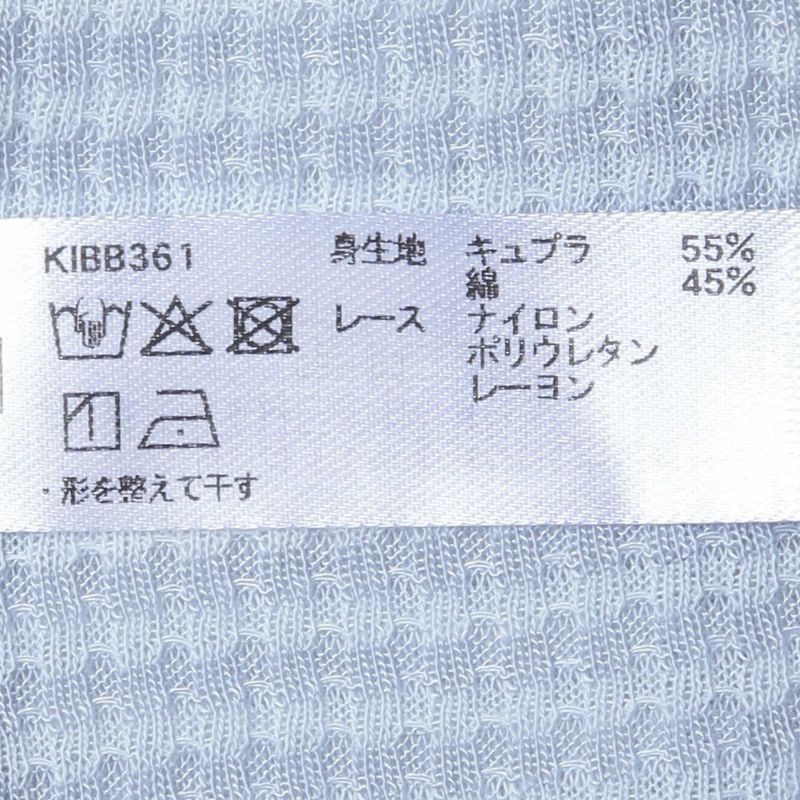 KIBB361
身生地 キュプラ 55%
綿 45%
レース ナイロン
ポリウレタン
レーヨン
・形を整えて干す